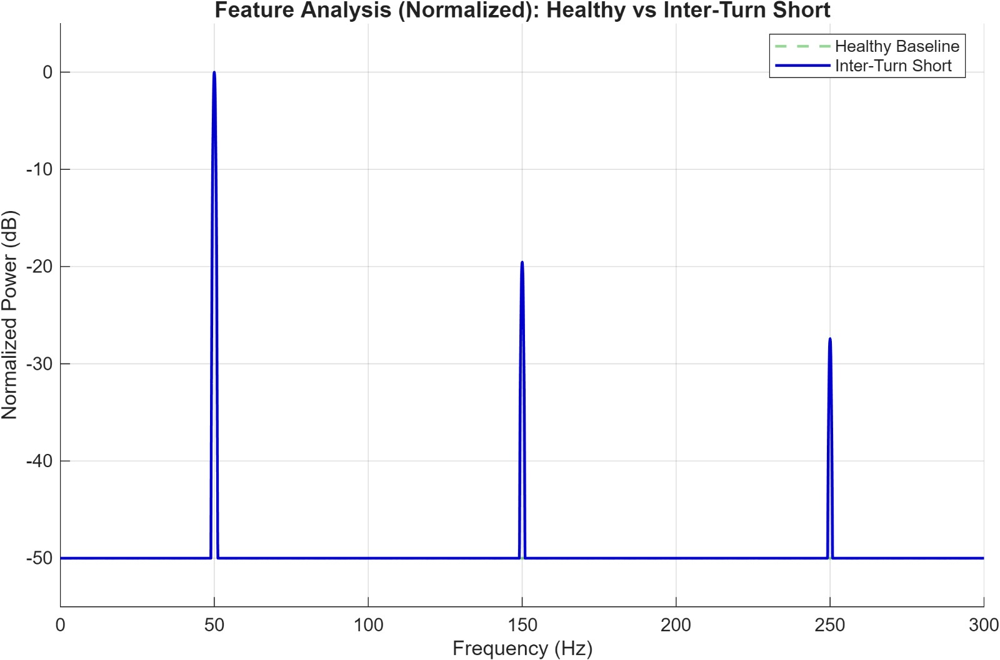 Feature Analysis (Normalized): Healthy vs Inter-Turn Short
Healthy Baseline
Inter-Turn Short
Normalized Power (dB)
0
-10
-20
-30
-40
-50
0 50 100 150 200 250 300
Frequency (Hz)